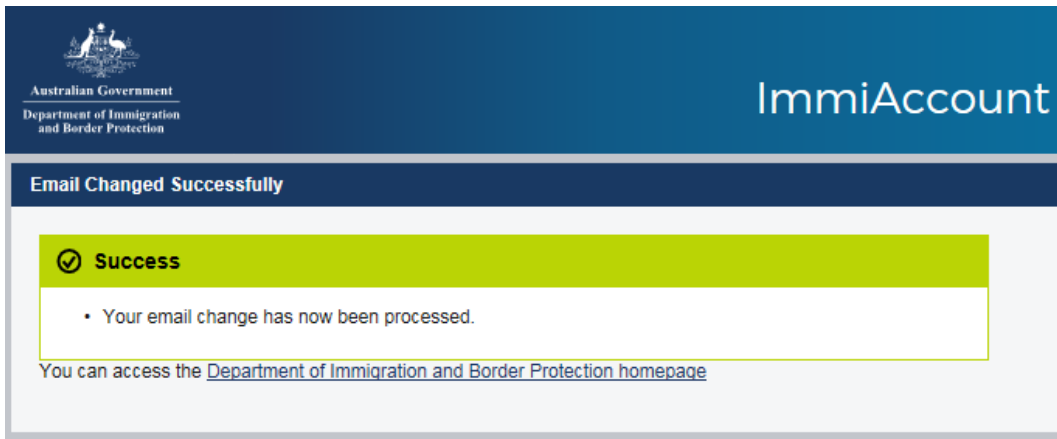 Australian Government
Department of Immigration
and Border Protection
ImmiAccount
Email Changed Successfully
Success
• Your email change has now been processed.
You can access the Department of Immigration and Border Protection homepage